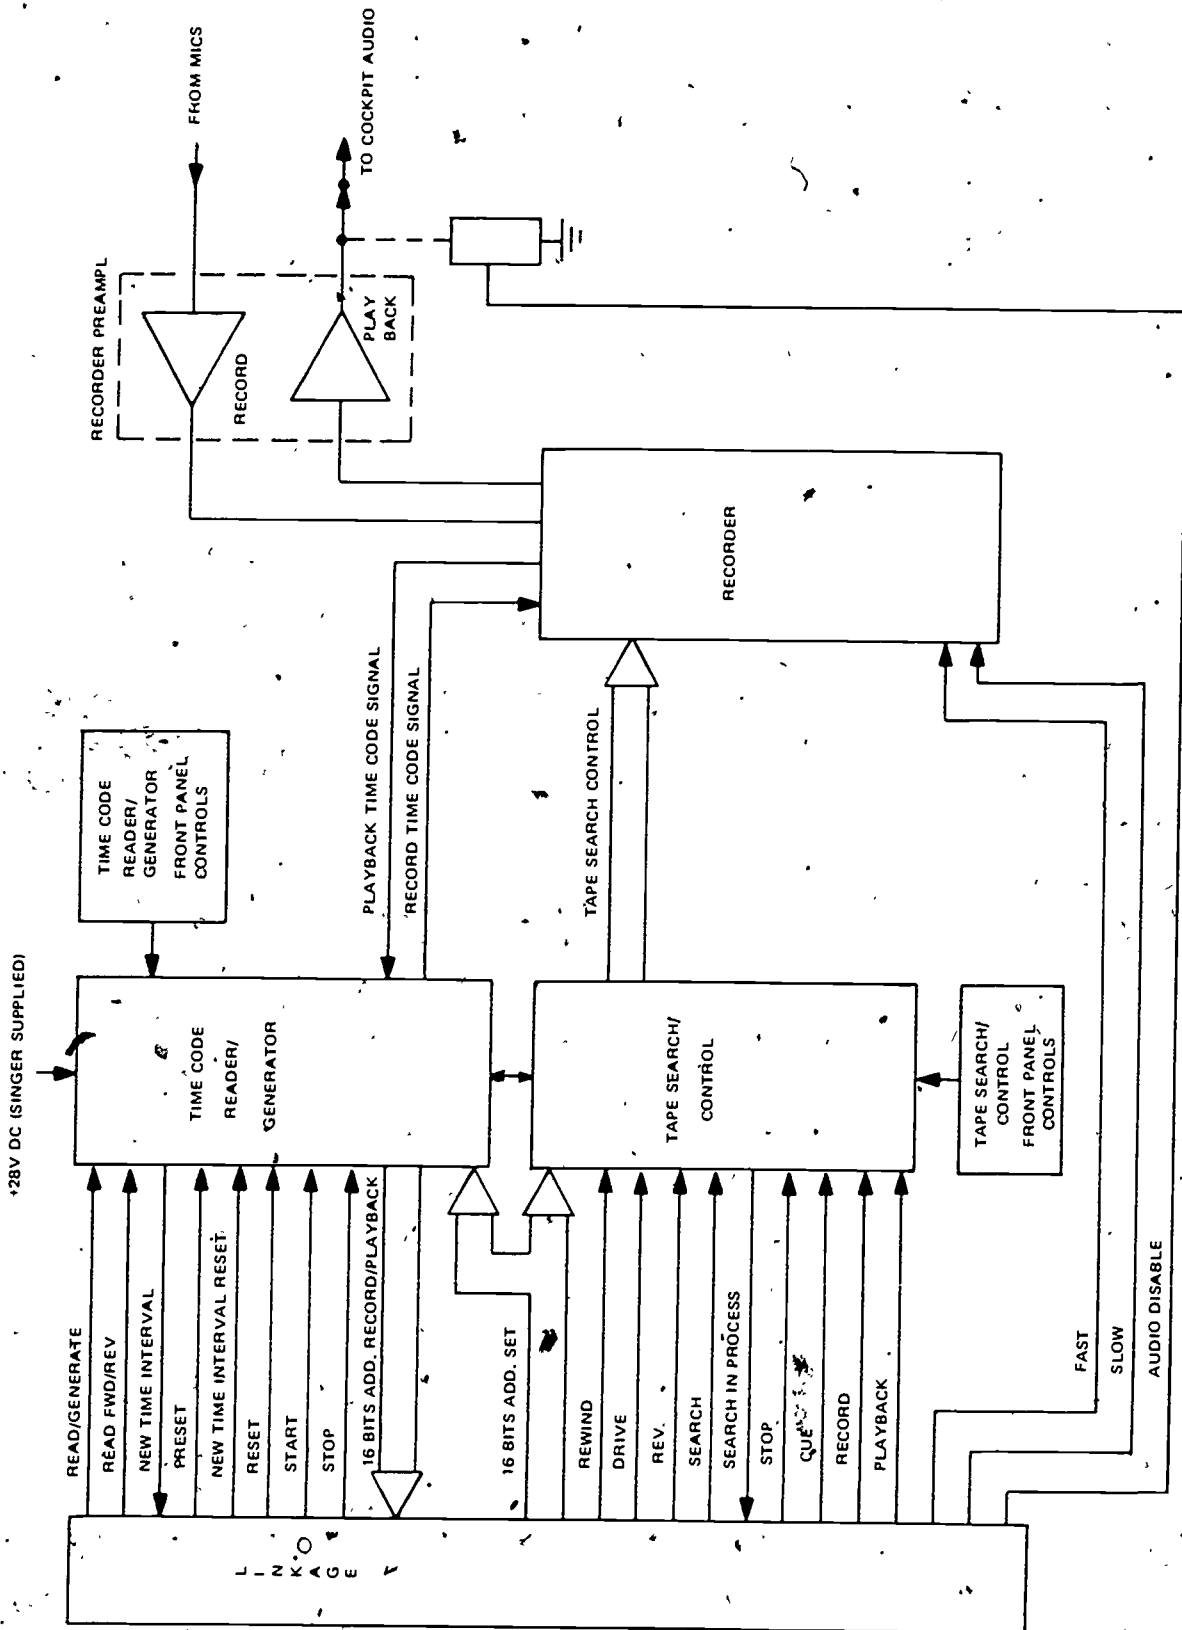 +28V DC (SINGER SUPPLIED)
READ/GENERATE
READ FWD/REV
NEW TIME INTERVAL
PRESET
NEW TIME INTERVAL RESET
RESET
START
STOP
16 BITS ADD. RECORD/PLAYBACK
16 BITS ADD. SET
REWIND
DRIVE
REV.
SEARCH
SEARCH IN PROCESS
STOP
CUE
RECORD
PLAYBACK
FAST
SLOW
AUDIO DISABLE
LINKAGE
TIME CODE
READER/
GENERATOR
TIME CODE
READER/
GENERATOR
FRONT PANEL
CONTROLS
TAPE SEARCH/
CONTROL
TAPE SEARCH/
CONTROL
FRONT PANEL
CONTROLS
PLAYBACK TIME CODE SIGNAL
RECORD TIME CODE SIGNAL
TAPE SEARCH CONTROL
RECORDER
RECORDER PREAMPL
RECORD
PLAY
BACK
FROM MICS
TO COCKPIT AUDIO